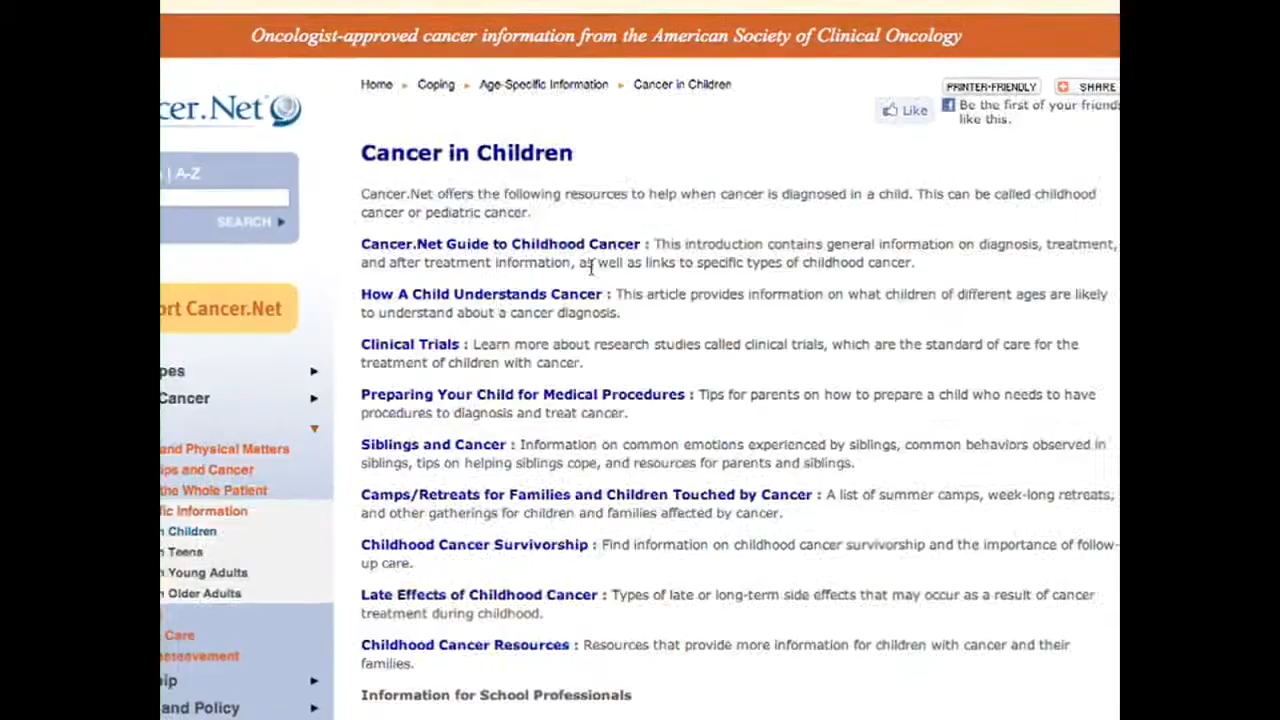 Oncologist-approved cancer information from the American Society of Clinical Oncology
Home ▸ Coping ▸ Age-Specific Information ▸ Cancer in Children
PRINTER-FRIENDLY
SHARE
cer.Net
Like
Be the first of your friends
like this.
| A-Z
SEARCH
ort Cancer.Net
pes
Cancer
and Physical Matters
ips and Cancer
the Whole Patient
fic Information
n Children
n Teens
n Young Adults
n Older Adults
Care
ip
and Policy
Cancer in Children
Cancer.Net offers the following resources to help when cancer is diagnosed in a child. This can be called childhood
cancer or pediatric cancer.
Cancer.Net Guide to Childhood Cancer : This introduction contains general information on diagnosis, treatment,
and after treatment information, as well as links to specific types of childhood cancer.
How A Child Understands Cancer : This article provides information on what children of different ages are likely
to understand about a cancer diagnosis.
Clinical Trials : Learn more about research studies called clinical trials, which are the standard of care for the
treatment of children with cancer.
Preparing Your Child for Medical Procedures : Tips for parents on how to prepare a child who needs to have
procedures to diagnosis and treat cancer.
Siblings and Cancer : Information on common emotions experienced by siblings, common behaviors observed in
siblings, tips on helping siblings cope, and resources for parents and siblings.
Camps/Retreats for Families and Children Touched by Cancer : A list of summer camps, week-long retreats,
and other gatherings for children and families affected by cancer.
Childhood Cancer Survivorship : Find information on childhood cancer survivorship and the importance of follow-
up care.
Late Effects of Childhood Cancer : Types of late or long-term side effects that may occur as a result of cancer
treatment during childhood.
Childhood Cancer Resources : Resources that provide more information for children with cancer and their
families.
Information for School Professionals